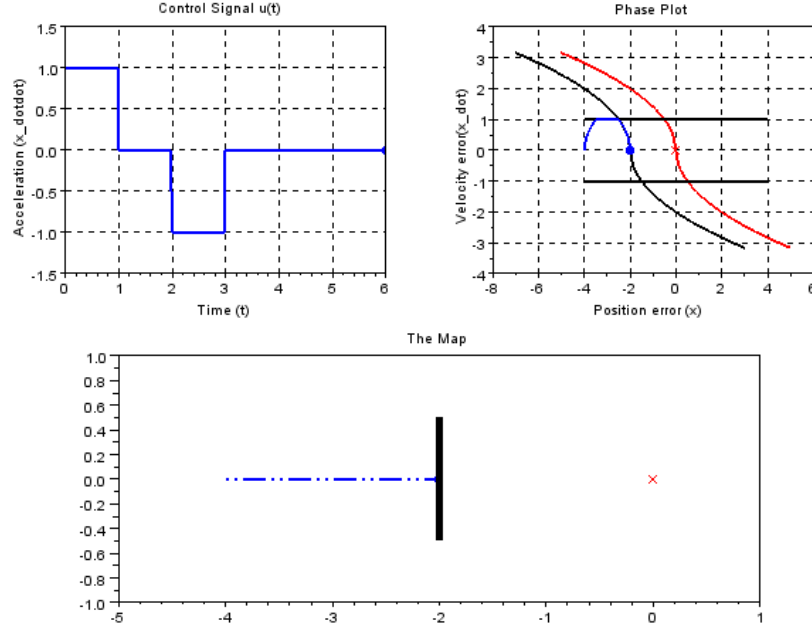 Control Signal u(t)
Acceleration (x_dotdot)
1.5
1.0
0.5
0.0
-0.5
-1.0
-1.5
0 1 2 3 4 5 6
Time (t)
Phase Plot
Velocity error(x_dot)
4
3
2
1
0
-1
-2
-3
-4
-8 -6 -4 -2 0 2 4 6
Position error (x)
The Map
1.0
0.8
0.6
0.4
0.2
0.0
-0.2
-0.4
-0.6
-0.8
-1.0
-5 -4 -3 -2 -1 0 1